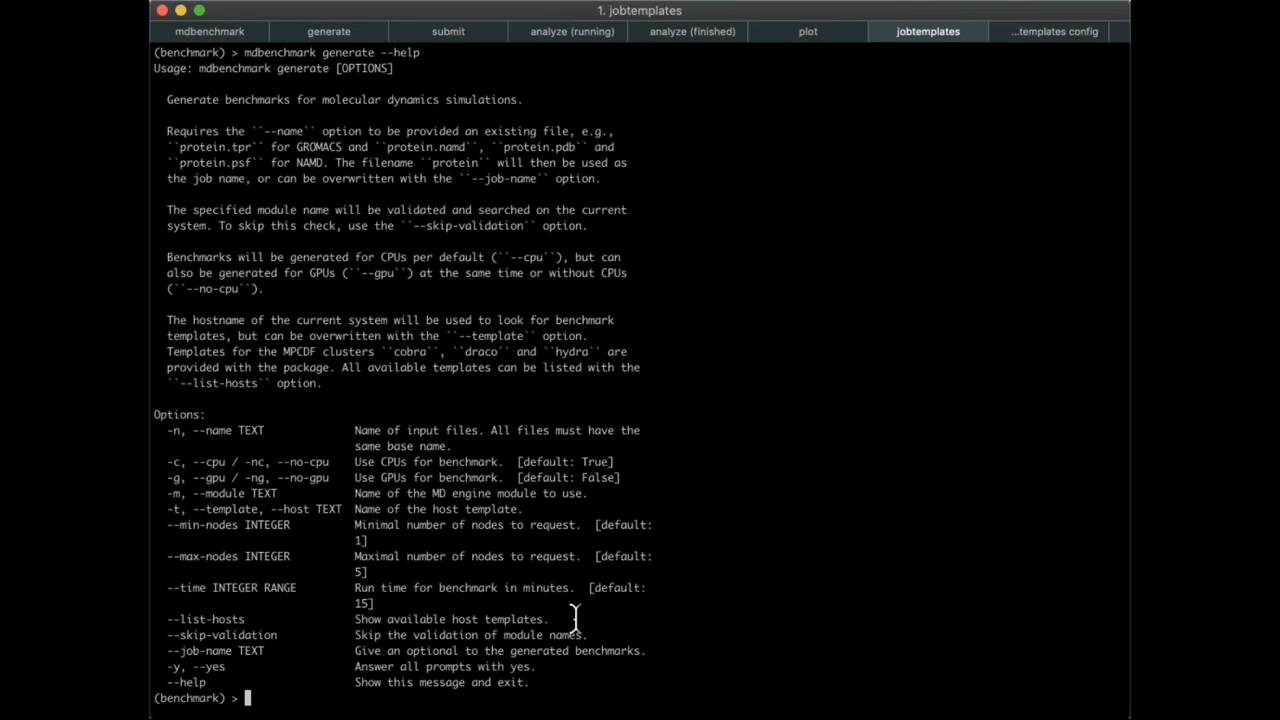 1. jobtemplates
mdbenchmark generate submit analyze (running) analyze (finished) plot jobtemplates ...templates config
(benchmark) > mdbenchmark generate --help
Usage: mdbenchmark generate [OPTIONS]
Generate benchmarks for molecular dynamics simulations.
Requires the ``--name`` option to be provided an existing file, e.g.,
``protein.tpr`` for GROMACS and ``protein.namd``, ``protein.pdb`` and
``protein.psf`` for NAMD. The filename ``protein`` will then be used as
the job name, or can be overwritten with the ``--job-name`` option.
The specified module name will be validated and searched on the current
system. To skip this check, use the ``--skip-validation`` option.
Benchmarks will be generated for CPUs per default (``--cpu``), but can
also be generated for GPUs (``--gpu``) at the same time or without CPUs
(``--no-cpu``).
The hostname of the current system will be used to look for benchmark
templates, but can be overwritten with the ``--template`` option.
Templates for the MPCDF clusters ``cobra``, ``draco`` and ``hydra`` are
provided with the package. All available templates can be listed with the
``--list-hosts`` option.
Options:
-n, --name TEXT Name of input files. All files must have the
same base name.
-c, --cpu / -nc, --no-cpu Use CPUs for benchmark. [default: True]
-g, --gpu / -ng, --no-gpu Use GPUs for benchmark. [default: False]
-m, --module TEXT Name of the MD engine module to use.
-t, --template, --host TEXT Name of the host template.
--min-nodes INTEGER Minimal number of nodes to request. [default:
1]
--max-nodes INTEGER Maximal number of nodes to request. [default:
5]
--time INTEGER RANGE Run time for benchmark in minutes. [default:
15]
--list-hosts Show available host templates.
--skip-validation Skip the validation of module names.
--job-name TEXT Give an optional to the generated benchmarks.
-y, --yes Answer all prompts with yes.
--help Show this message and exit.
(benchmark) >